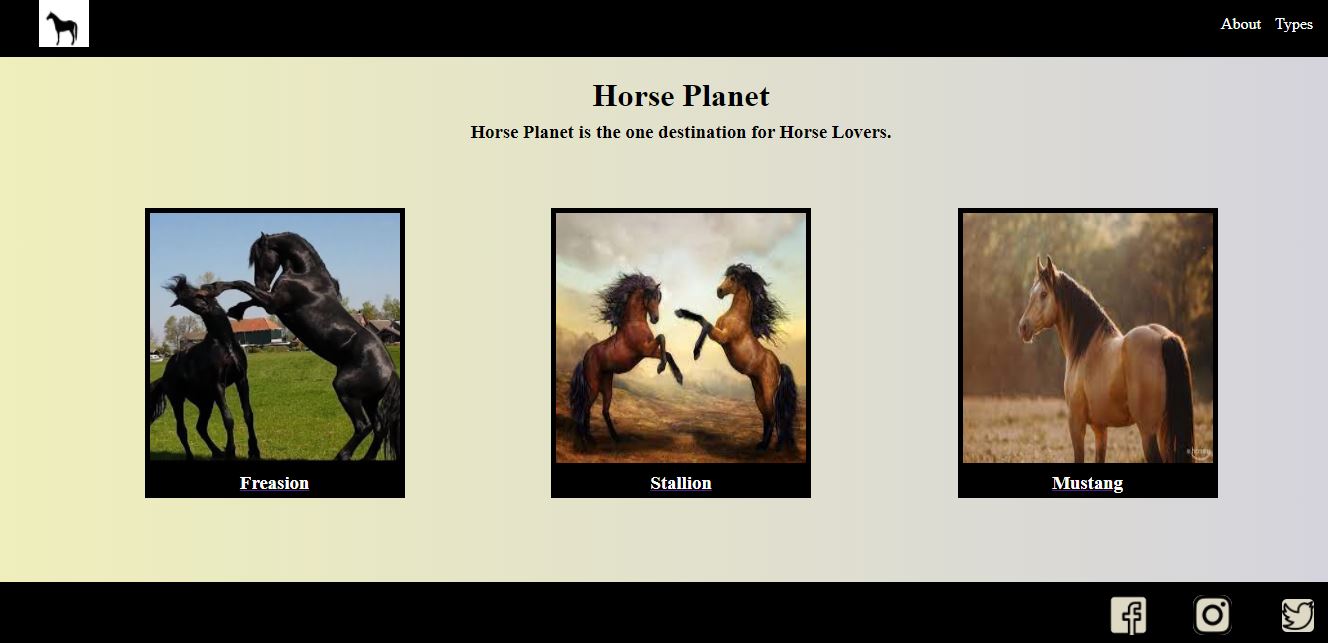 About Types
Horse Planet
Horse Planet is the one destination for Horse Lovers.
Freasion
Stallion
Mustang